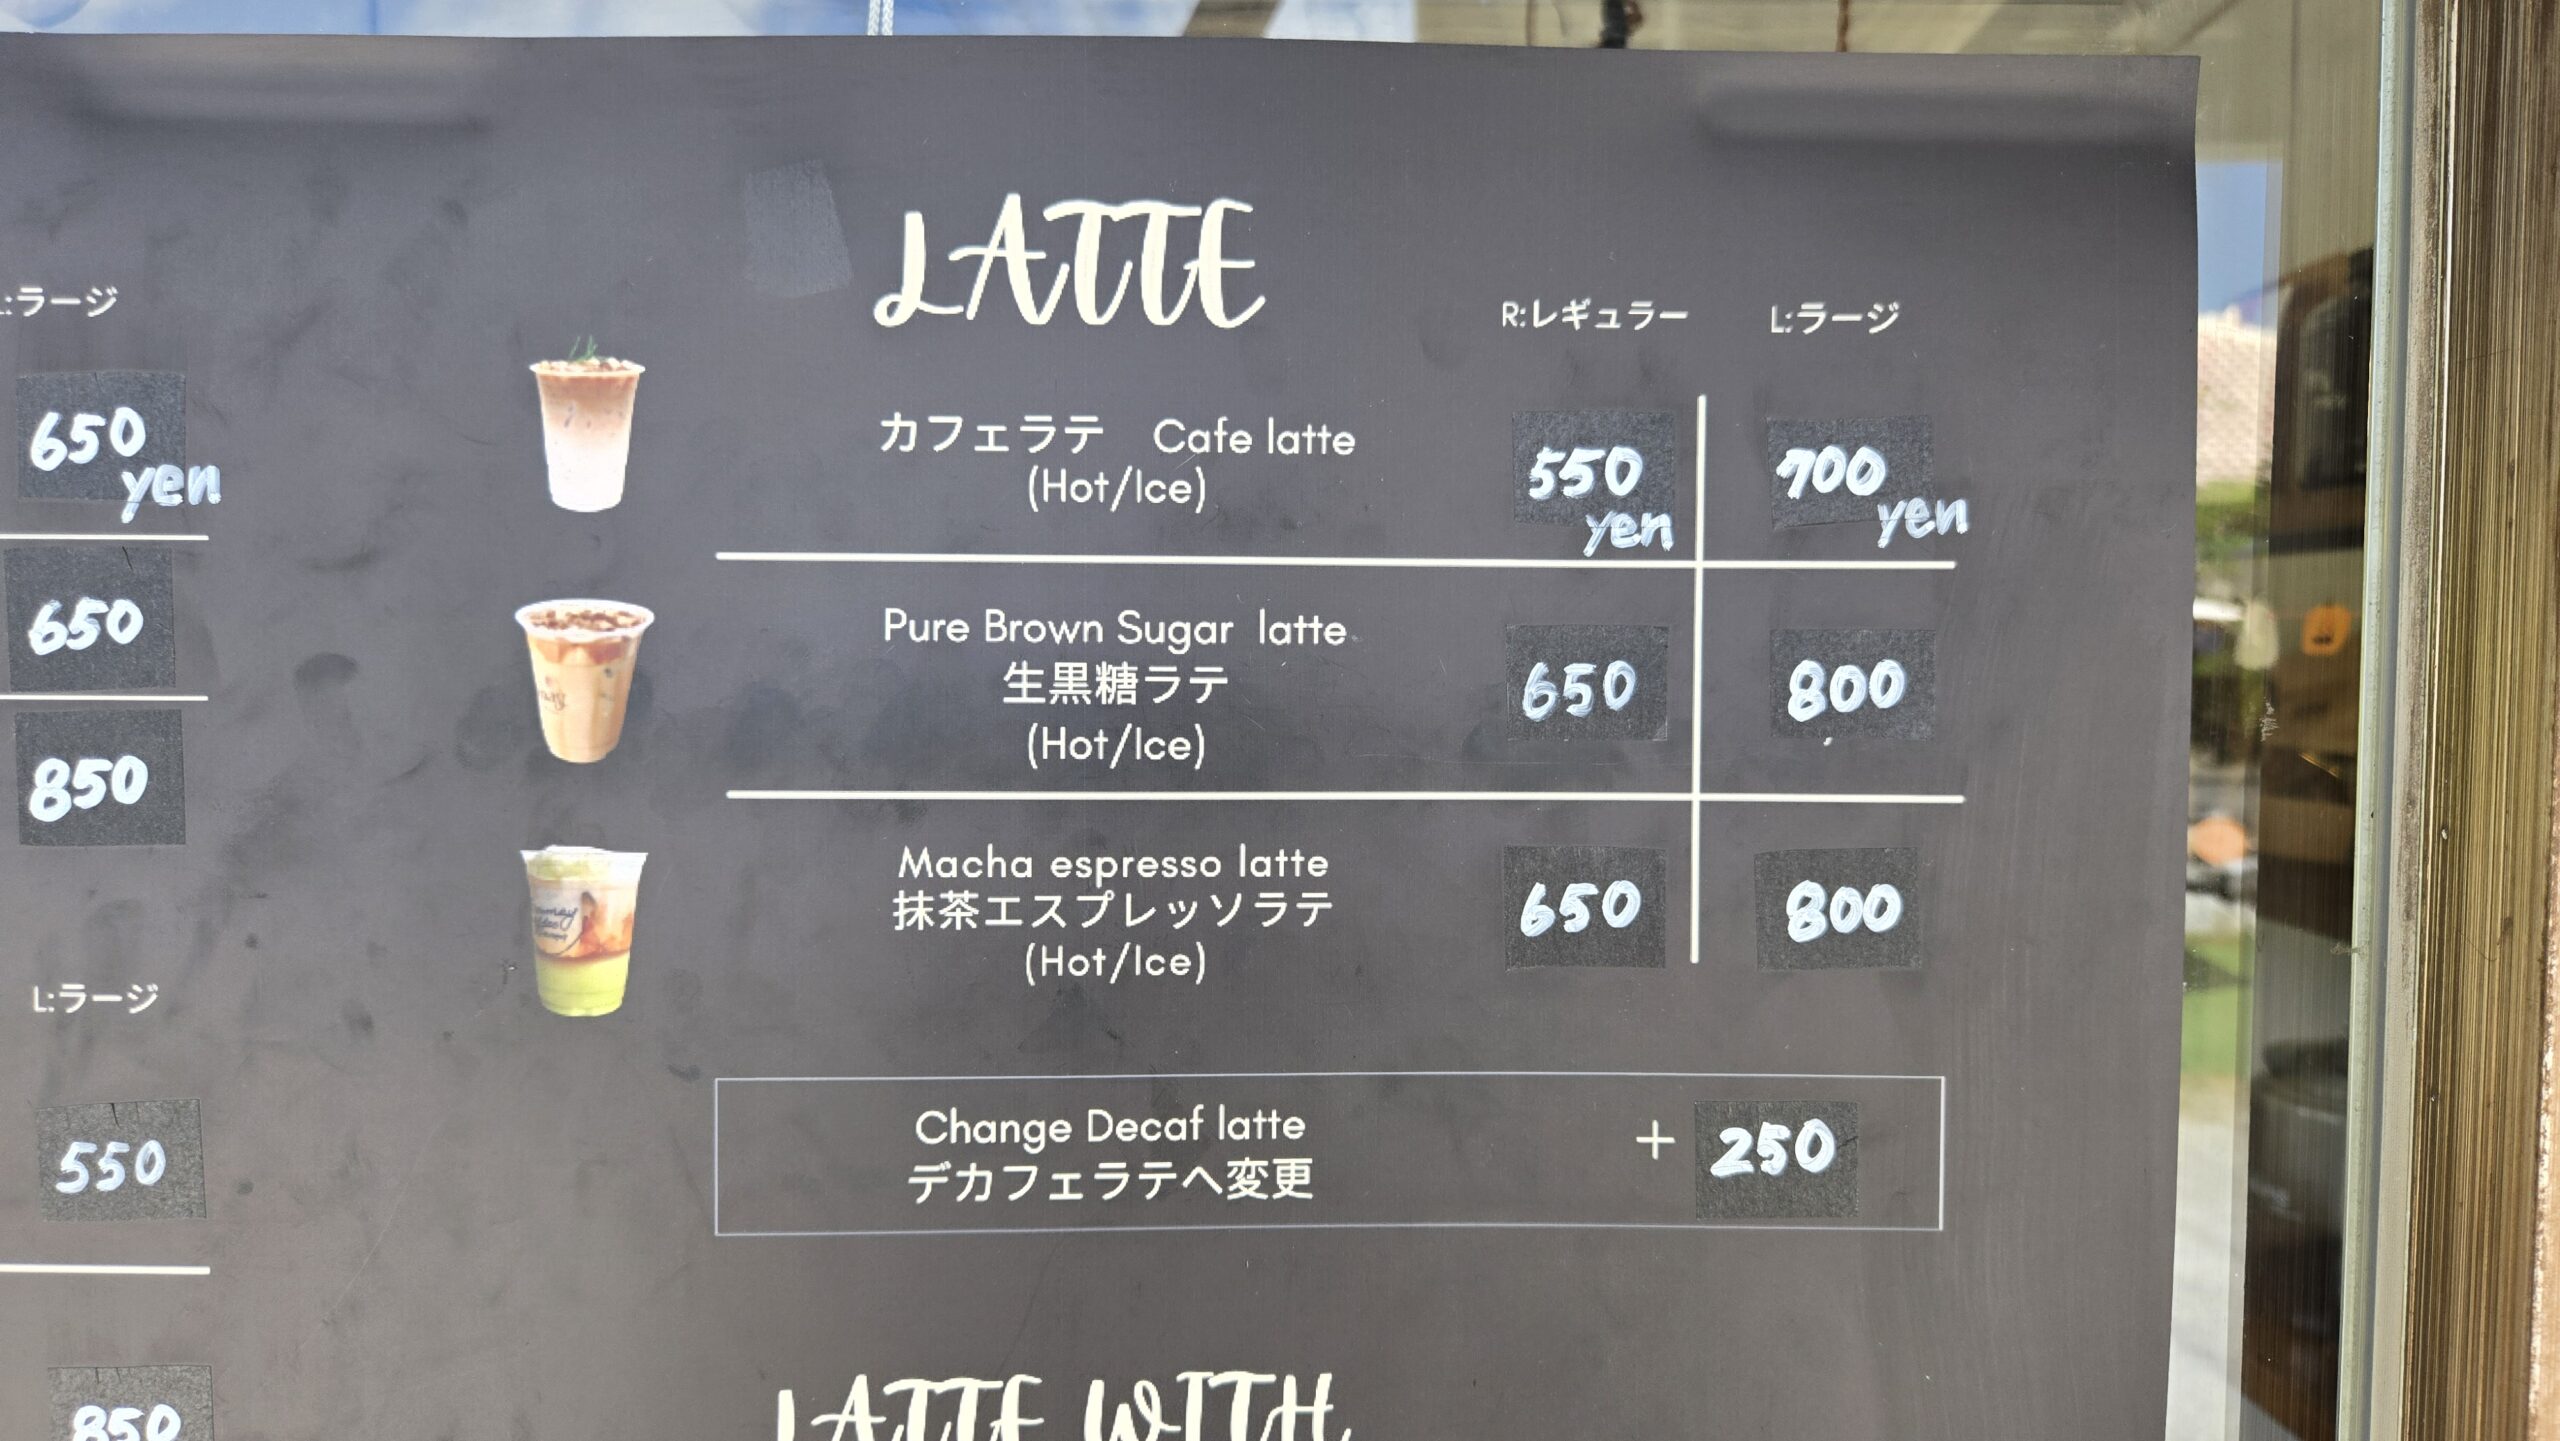 L:ラージ
650
yen
650
850
L:ラージ
550
850
LATTE
R:レギュラー L:ラージ
カフェラテ Cafe latte
(Hot/Ice)
550
yen
700
yen
Pure Brown Sugar latte
生黒糖ラテ
(Hot/Ice)
650 800
Macha espresso latte
抹茶エスプレッソラテ
(Hot/Ice)
650 800
Change Decaf latte
デカフェラテへ変更
+ 250
LATTE WITH